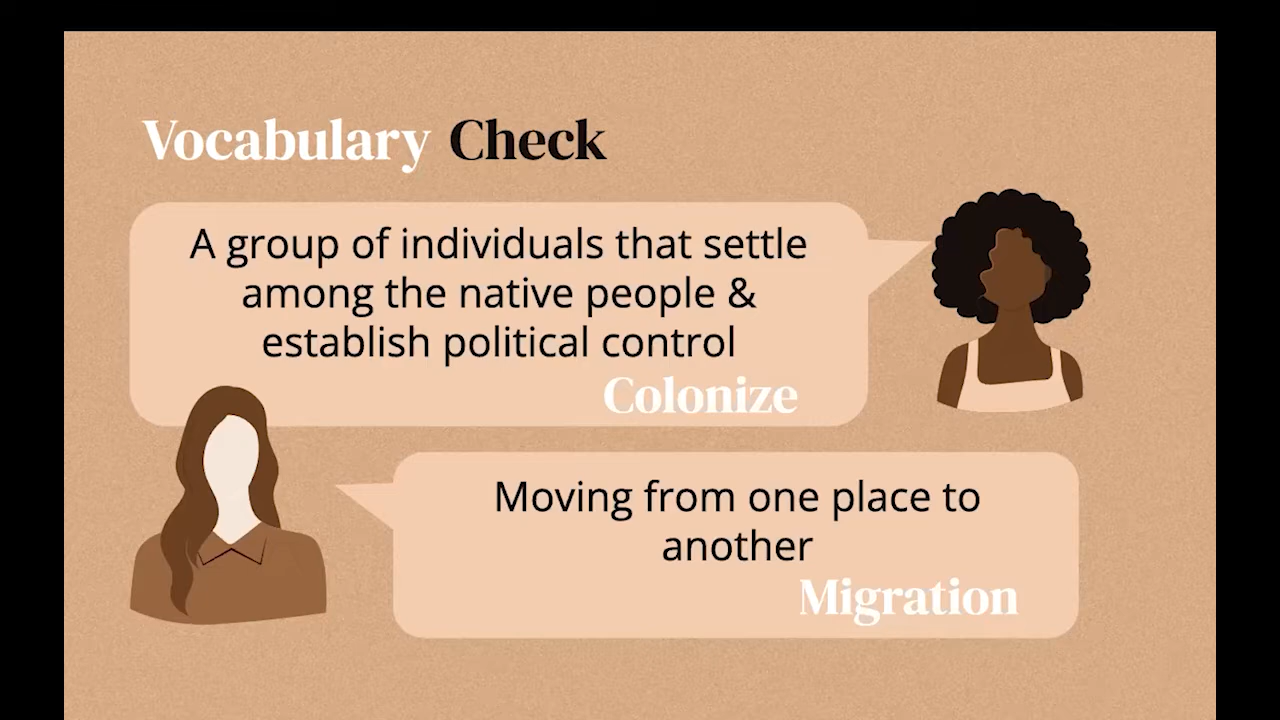 Vocabulary Check
A group of individuals that settle
among the native people &
establish political control
Colonize
Moving from one place to
another
Migration